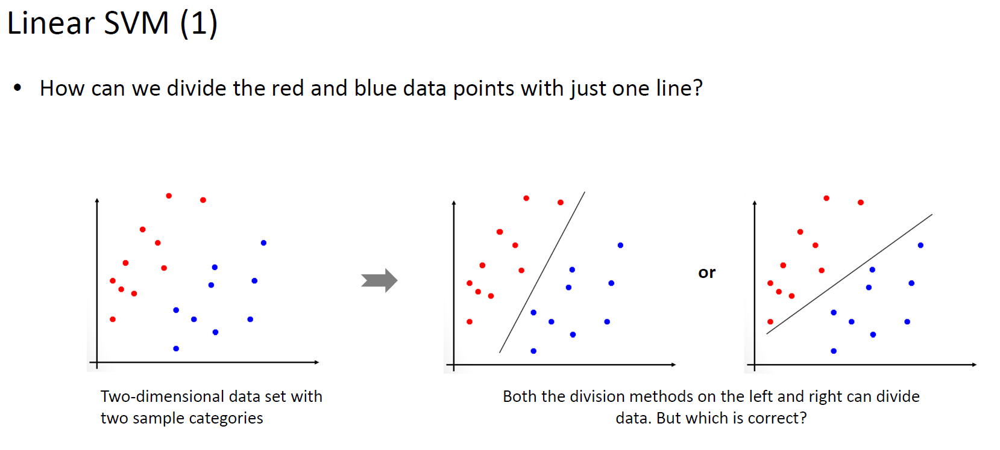 Linear SVM (1)
• How can we divide the red and blue data points with just one line?
or
Two-dimensional data set with
two sample categories
Both the division methods on the left and right can divide
data. But which is correct?